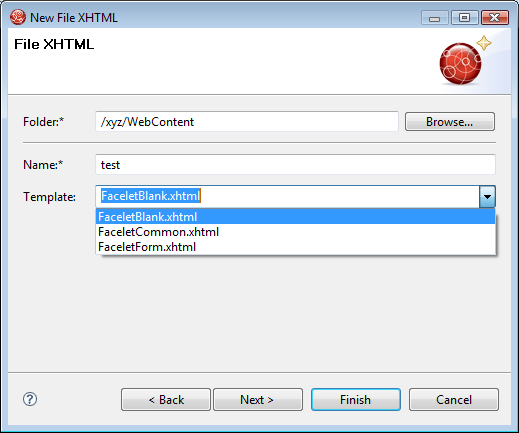 New File XHTML
File XHTML
Folder:* /xyz/WebContent Browse...
Name:* test
Template: FaceletBlank.xhtml
FaceletBlank.xhtml
FaceletCommon.xhtml
FaceletForm.xhtml
? < Back Next > Finish Cancel